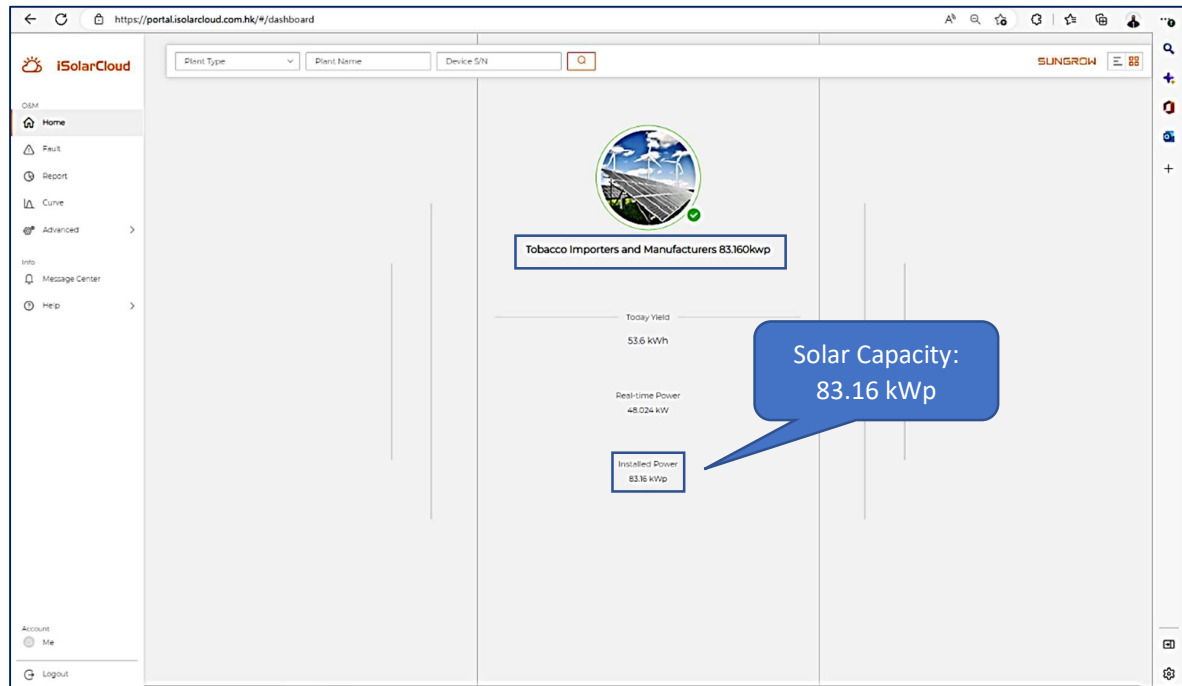 https://portal.isolarcloud.com.hk/#/dashboard
iSolarCloud
Plant Type
Plant Name
Device S/N
SUNGROW
O&M
Home
Fault
Report
Curve
Advanced
Info
Message Center
Help
Tobacco Importers and Manufacturers 83.160kwp
Today Yield
53.6 kWh
Real-time Power
48.024 kW
Installed Power
83.16 kWp
Solar Capacity:
83.16 kWp
Account
Me
Logout